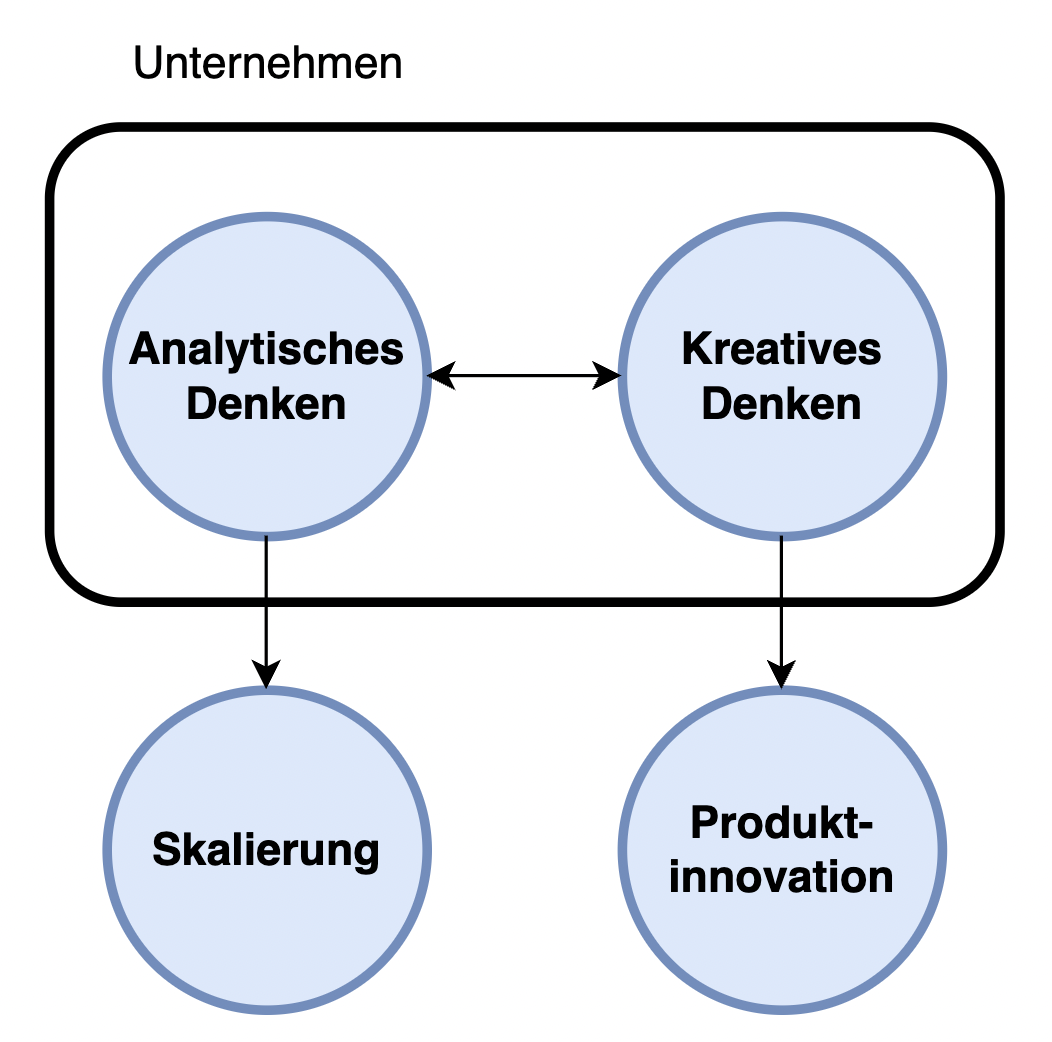 Unternehmen
Analytisches
Denken
Kreatives
Denken
Skalierung
Produkt-
innovation